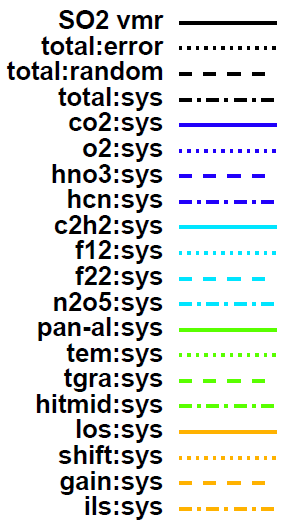 SO2 vmr
total:error
total:random
total:sys
co2:sys
o2:sys
hno3:sys
hcn:sys
c2h2:sys
f12:sys
f22:sys
n2o5:sys
pan-al:sys
tem:sys
tgra:sys
hitmid:sys
los:sys
shift:sys
gain:sys
ils:sys